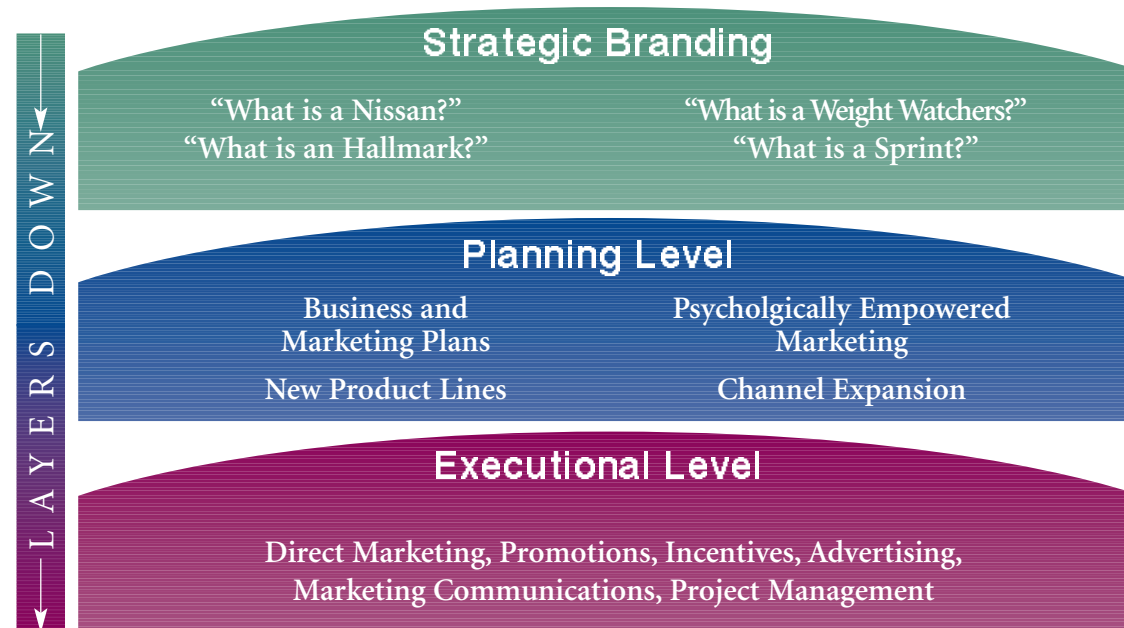 LAYERS DOWN
Strategic Branding
“What is a Nissan?”
“What is an Hallmark?”
“What is a Weight Watchers?”
“What is a Sprint?”
Planning Level
Business and
Marketing Plans
New Product Lines
Psycholgically Empowered
Marketing
Channel Expansion
Executional Level
Direct Marketing, Promotions, Incentives, Advertising,
Marketing Communications, Project Management